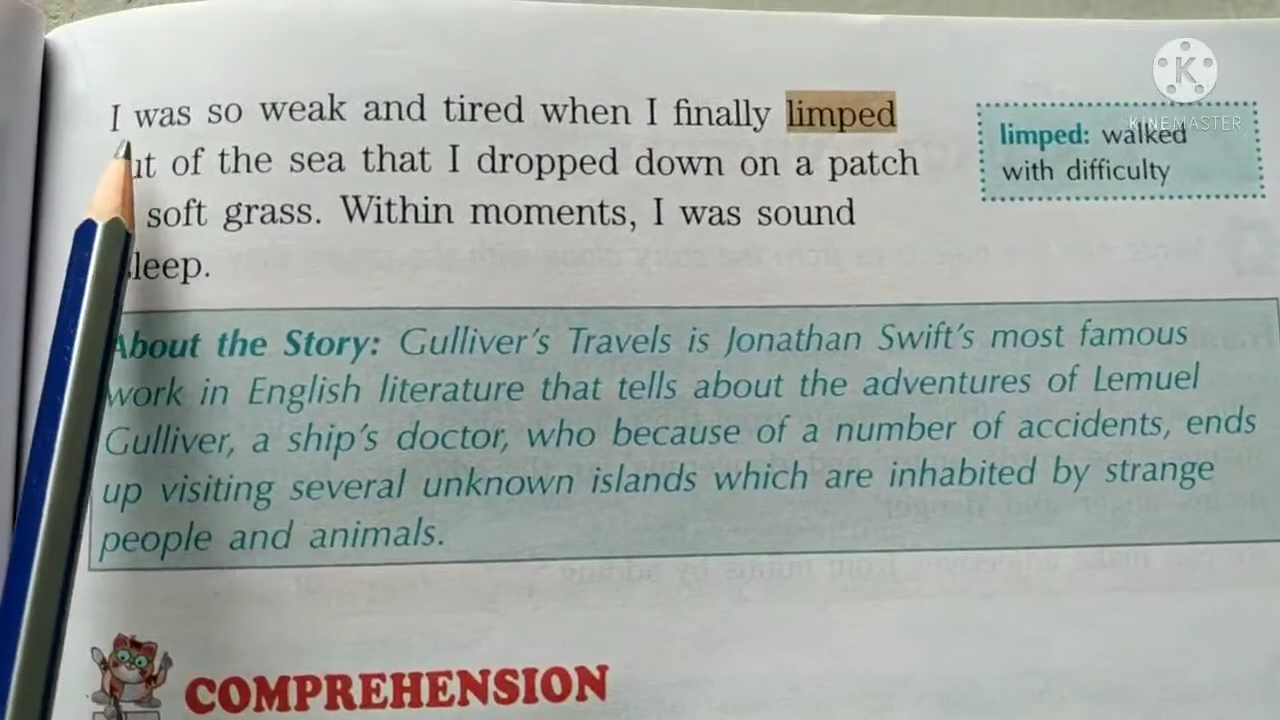 I was so weak and tired when I finally limped
of the sea that I dropped down on a patch
soft grass. Within moments, I was sound
limped: walked
with difficulty
KINEMASTER
About the Story: Gulliver's Travels is Jonathan Swift's most famous
work in English literature that tells about the adventures of Lemuel
Gulliver, a ship's doctor, who because of a number of accidents, ends
up visiting several unknown islands which are inhabited by strange
people and animals.
COMPREHENSION